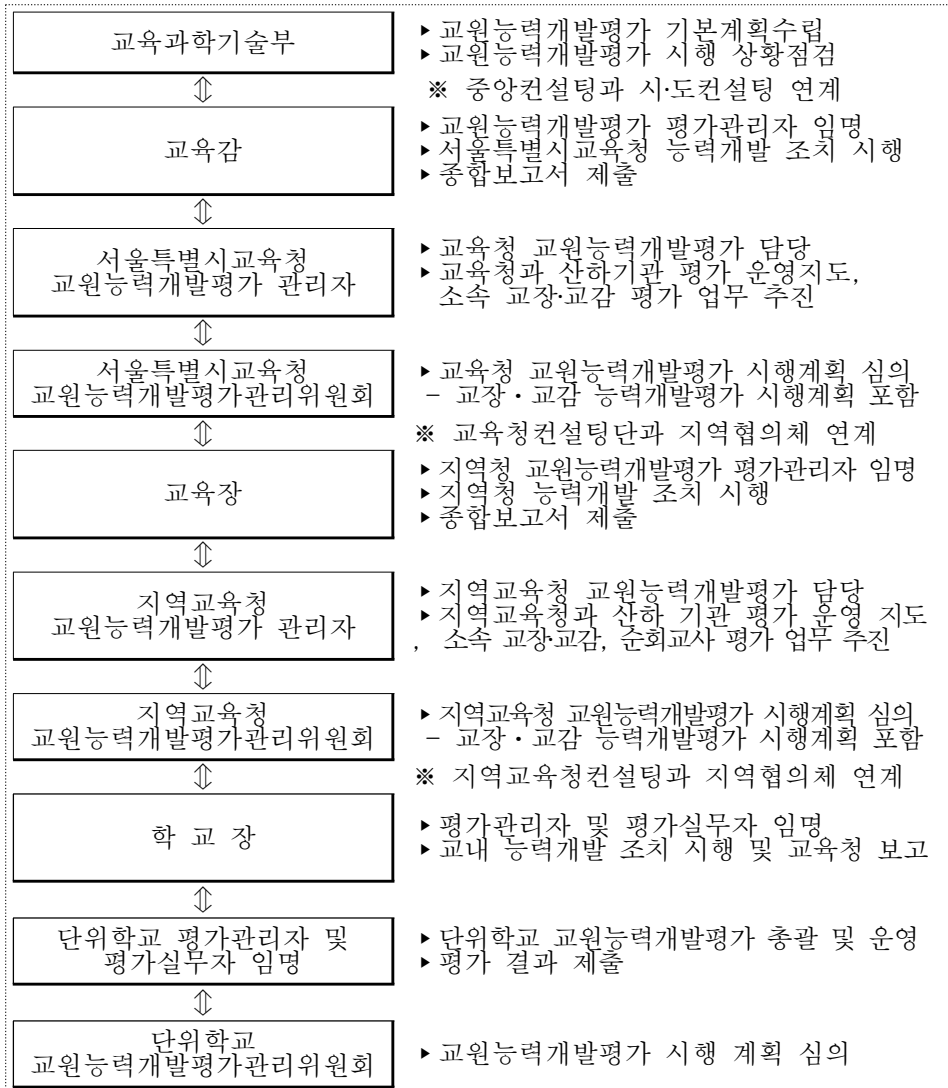 교육과학기술부
▸교원능력개발평가 기본계획수립
▸교원능력개발평가 시행 상황점검
⇕
※ 중앙컨설팅과 시·도컨설팅 연계
교육감
▸교원능력개발평가 평가관리자 임명
▸서울특별시교육청 능력개발 조치 시행
▸종합보고서 제출
⇕
서울특별시교육청
교원능력개발평가 관리자
▸교육청 교원능력개발평가 담당
▸교육청과 산하기관 평가 운영지도,
소속 교장·교감 평가 업무 추진
⇕
서울특별시교육청
교원능력개발평가관리위원회
▸교육청 교원능력개발평가 시행계획 심의
- 교장·교감 능력개발평가 시행계획 포함
⇕
※ 교육청컨설팅단과 지역협의체 연계
교육장
▸지역청 교원능력개발평가 평가관리자 임명
▸지역청 능력개발 조치 시행
▸종합보고서 제출
⇕
지역교육청
교원능력개발평가 관리자
▸지역교육청 교원능력개발평가 담당
▸지역교육청과 산하 기관 평가 운영 지도
, 소속 교장·교감, 순회교사 평가 업무 추진
⇕
지역교육청
교원능력개발평가관리위원회
▸지역교육청 교원능력개발평가 시행계획 심의
- 교장·교감 능력개발평가 시행계획 포함
⇕
※ 지역교육청컨설팅과 지역협의체 연계
학 교 장
▸평가관리자 및 평가실무자 임명
▸교내 능력개발 조치 시행 및 교육청 보고
⇕
단위학교 평가관리자 및
평가실무자 임명
▸단위학교 교원능력개발평가 총괄 및 운영
▸평가 결과 제출
⇕
단위학교
교원능력개발평가관리위원회
▸교원능력개발평가 시행 계획 심의